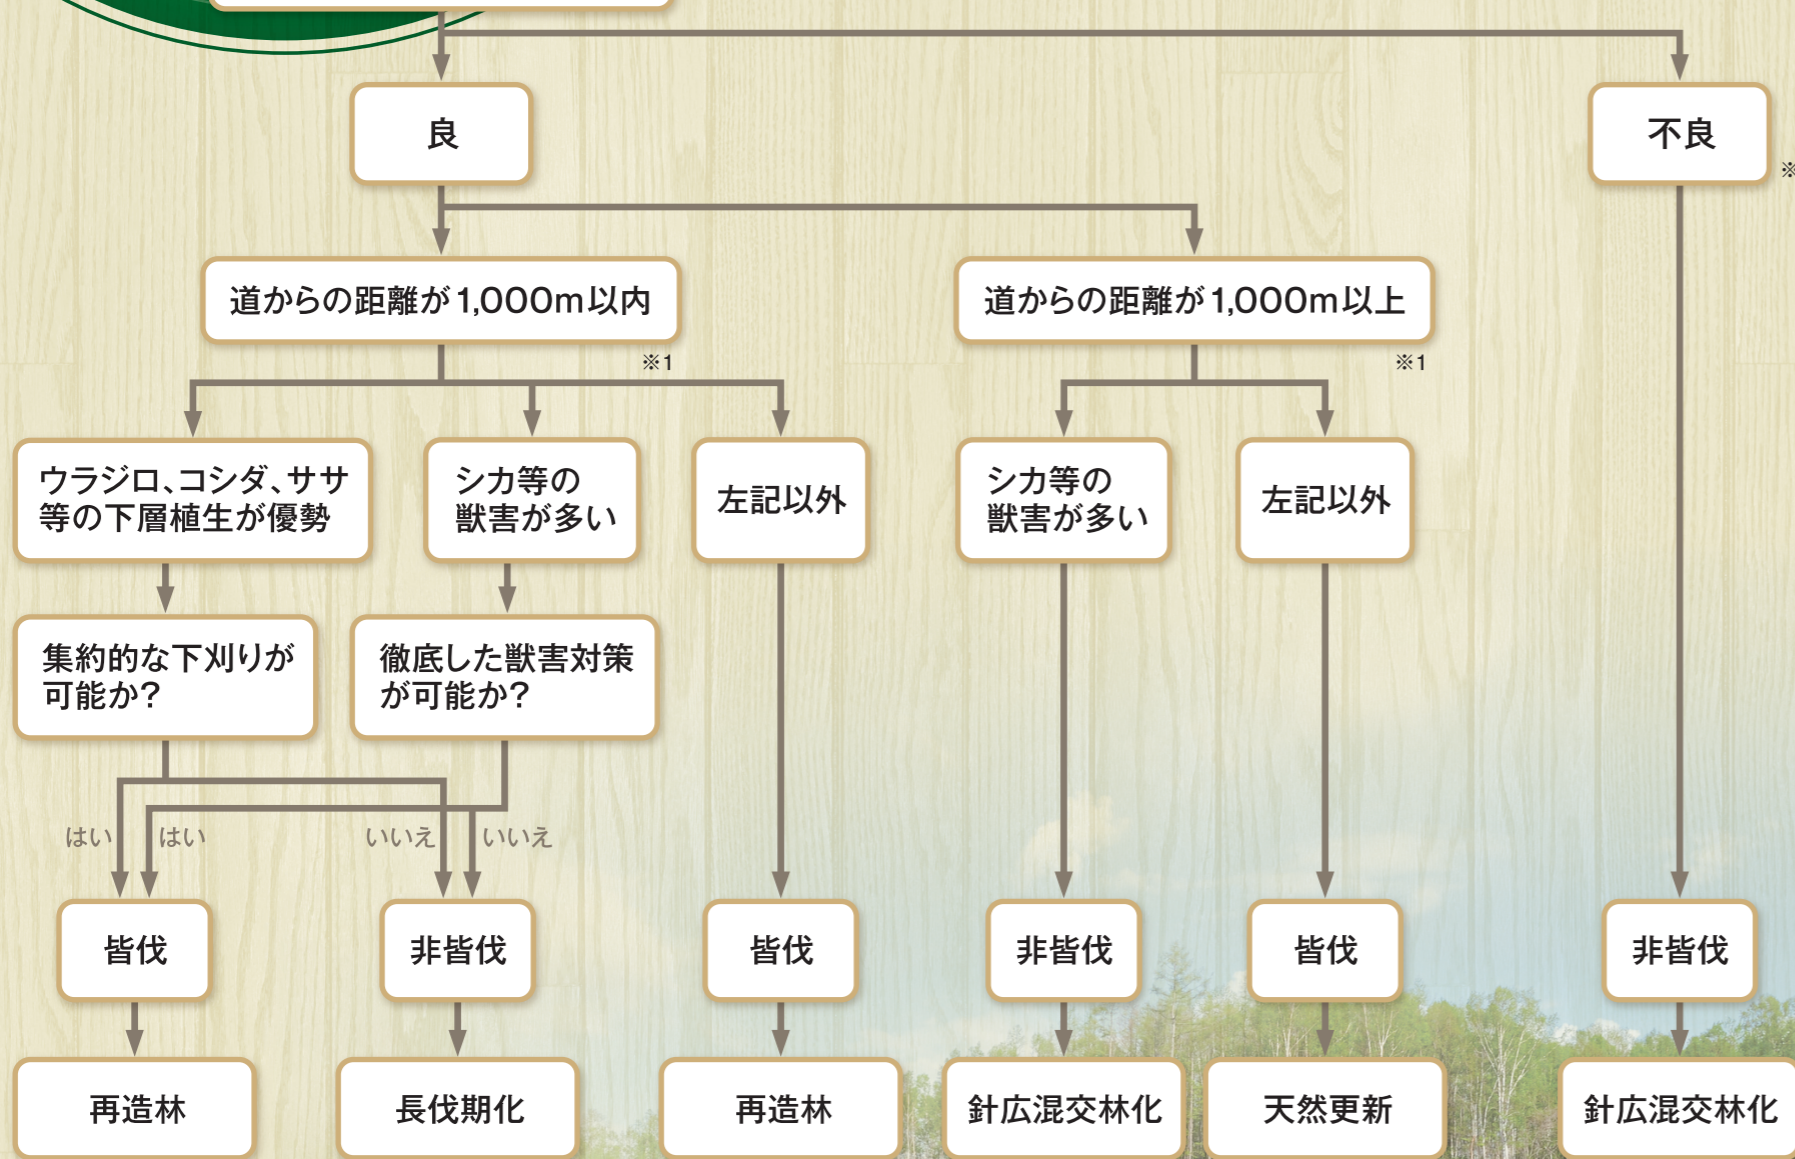 良
不良
※
道からの距離が1,000m以内
道からの距離が1,000m以上
※1
※1
ウラジロ、コシダ、ササ
等の下層植生が優勢
シカ等の
獣害が多い
左記以外
シカ等の
獣害が多い
左記以外
集約的な下刈りが
可能か?
徹底した獣害対策
が可能か?
はい
はい
いいえ
いいえ
皆伐
非皆伐
皆伐
非皆伐
皆伐
非皆伐
再造林
長伐期化
再造林
針広混交林化
天然更新
針広混交林化